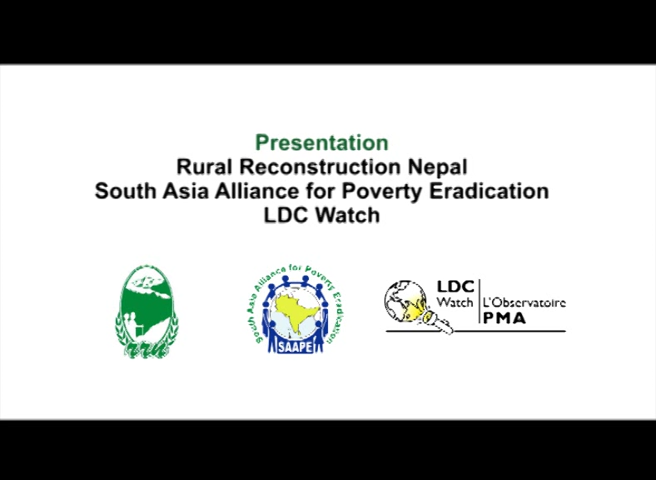 Presentation
Rural Reconstruction Nepal
South Asia Alliance for Poverty Eradication
LDC Watch
rrn
South Asia Alliance for Poverty Eradication
SAAPE
LDC
Watch
L'Observatoire
PMA